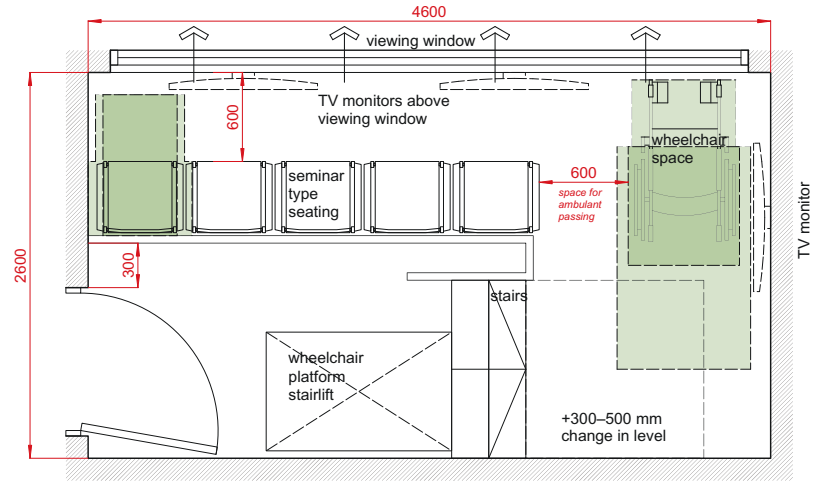 4600
viewing window
TV monitors above
viewing window
600
wheelchair
space
seminar
type
seating
600
space for
ambulant
passing
TV monitor
2600
300
stairs
wheelchair
platform
stairlift
+300–500 mm
change in level